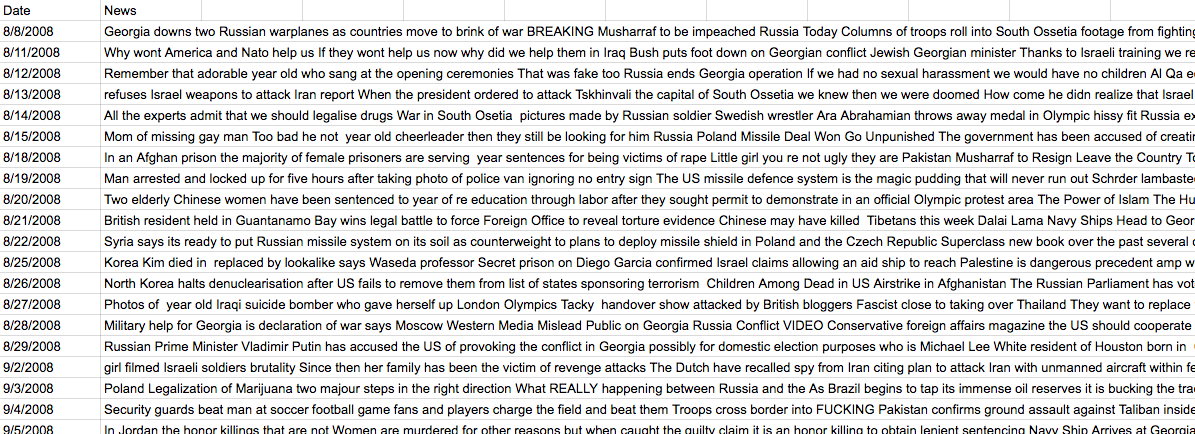 Date News
8/8/2008 Georgia downs two Russian warplanes as countries move to brink of war BREAKING Musharraf to be impeached Russia Today Columns of troops roll into South Ossetia footage from fighting
8/11/2008 Why wont America and Nato help us If they wont help us now why did we help them in Iraq Bush puts foot down on Georgian conflict Jewish Georgian minister Thanks to Israeli training we re
8/12/2008 Remember that adorable year old who sang at the opening ceremonies That was fake too Russia ends Georgia operation If we had no sexual harassment we would have no children Al Qa e
8/13/2008 refuses Israel weapons to attack Iran report When the president ordered to attack Tskhinvali the capital of South Ossetia we knew then we were doomed How come he didn realize that Israel
8/14/2008 All the experts admit that we should legalise drugs War in South Osetia pictures made by Russian soldier Swedish wrestler Ara Abrahamian throws away medal in Olympic hissy fit Russia ex
8/15/2008 Mom of missing gay man Too bad he not year old cheerleader then they still be looking for him Russia Poland Missile Deal Won Go Unpunished The government has been accused of creatin
8/18/2008 In an Afghan prison the majority of female prisoners are serving year sentences for being victims of rape Little girl you re not ugly they are Pakistan Musharraf to Resign Leave the Country T
8/19/2008 Man arrested and locked up for five hours after taking photo of police van ignoring no entry sign The US missile defence system is the magic pudding that will never run out Schrder lambaste
8/20/2008 Two elderly Chinese women have been sentenced to year of re education through labor after they sought permit to demonstrate in an official Olympic protest area The Power of Islam The Hu
8/21/2008 British resident held in Guantanamo Bay wins legal battle to force Foreign Office to reveal torture evidence Chinese may have killed Tibetans this week Dalai Lama Navy Ships Head to Geor
8/22/2008 Syria says its ready to put Russian missile system on its soil as counterweight to plans to deploy missile shield in Poland and the Czech Republic Superclass new book over the past several
8/25/2008 Korea Kim died in replaced by lookalike says Waseda professor Secret prison on Diego Garcia confirmed Israel claims allowing an aid ship to reach Palestine is dangerous precedent amp w
8/26/2008 North Korea halts denuclearisation after US fails to remove them from list of states sponsoring terrorism Children Among Dead in US Airstrike in Afghanistan The Russian Parliament has vot
8/27/2008 Photos of year old Iraqi suicide bomber who gave herself up London Olympics Tacky handover show attacked by British bloggers Fascist close to taking over Thailand They want to replace
8/28/2008 Military help for Georgia is declaration of war says Moscow Western Media Mislead Public on Georgia Russia Conflict VIDEO Conservative foreign affairs magazine the US should cooperate
8/29/2008 Russian Prime Minister Vladimir Putin has accused the US of provoking the conflict in Georgia possibly for domestic election purposes who is Michael Lee White resident of Houston born in
9/2/2008 girl filmed Israeli soldiers brutality Since then her family has been the victim of revenge attacks The Dutch have recalled spy from Iran citing plan to attack Iran with unmanned aircraft within fe
9/3/2008 Poland Legalization of Marijuana two majour steps in the right direction What REALLY happening between Russia and the As Brazil begins to tap its immense oil reserves it is bucking the tra
9/4/2008 Security guards beat man at soccer football game fans and players charge the field and beat them Troops cross border into FUCKING Pakistan confirms ground assault against Taliban inside
9/5/2008 In Jordan the honor killings that are not Women are murdered for other reasons but when caught the guilty claim it is an honor killing to obtain lenient sentencing Navy Ship Arrives at Georgia